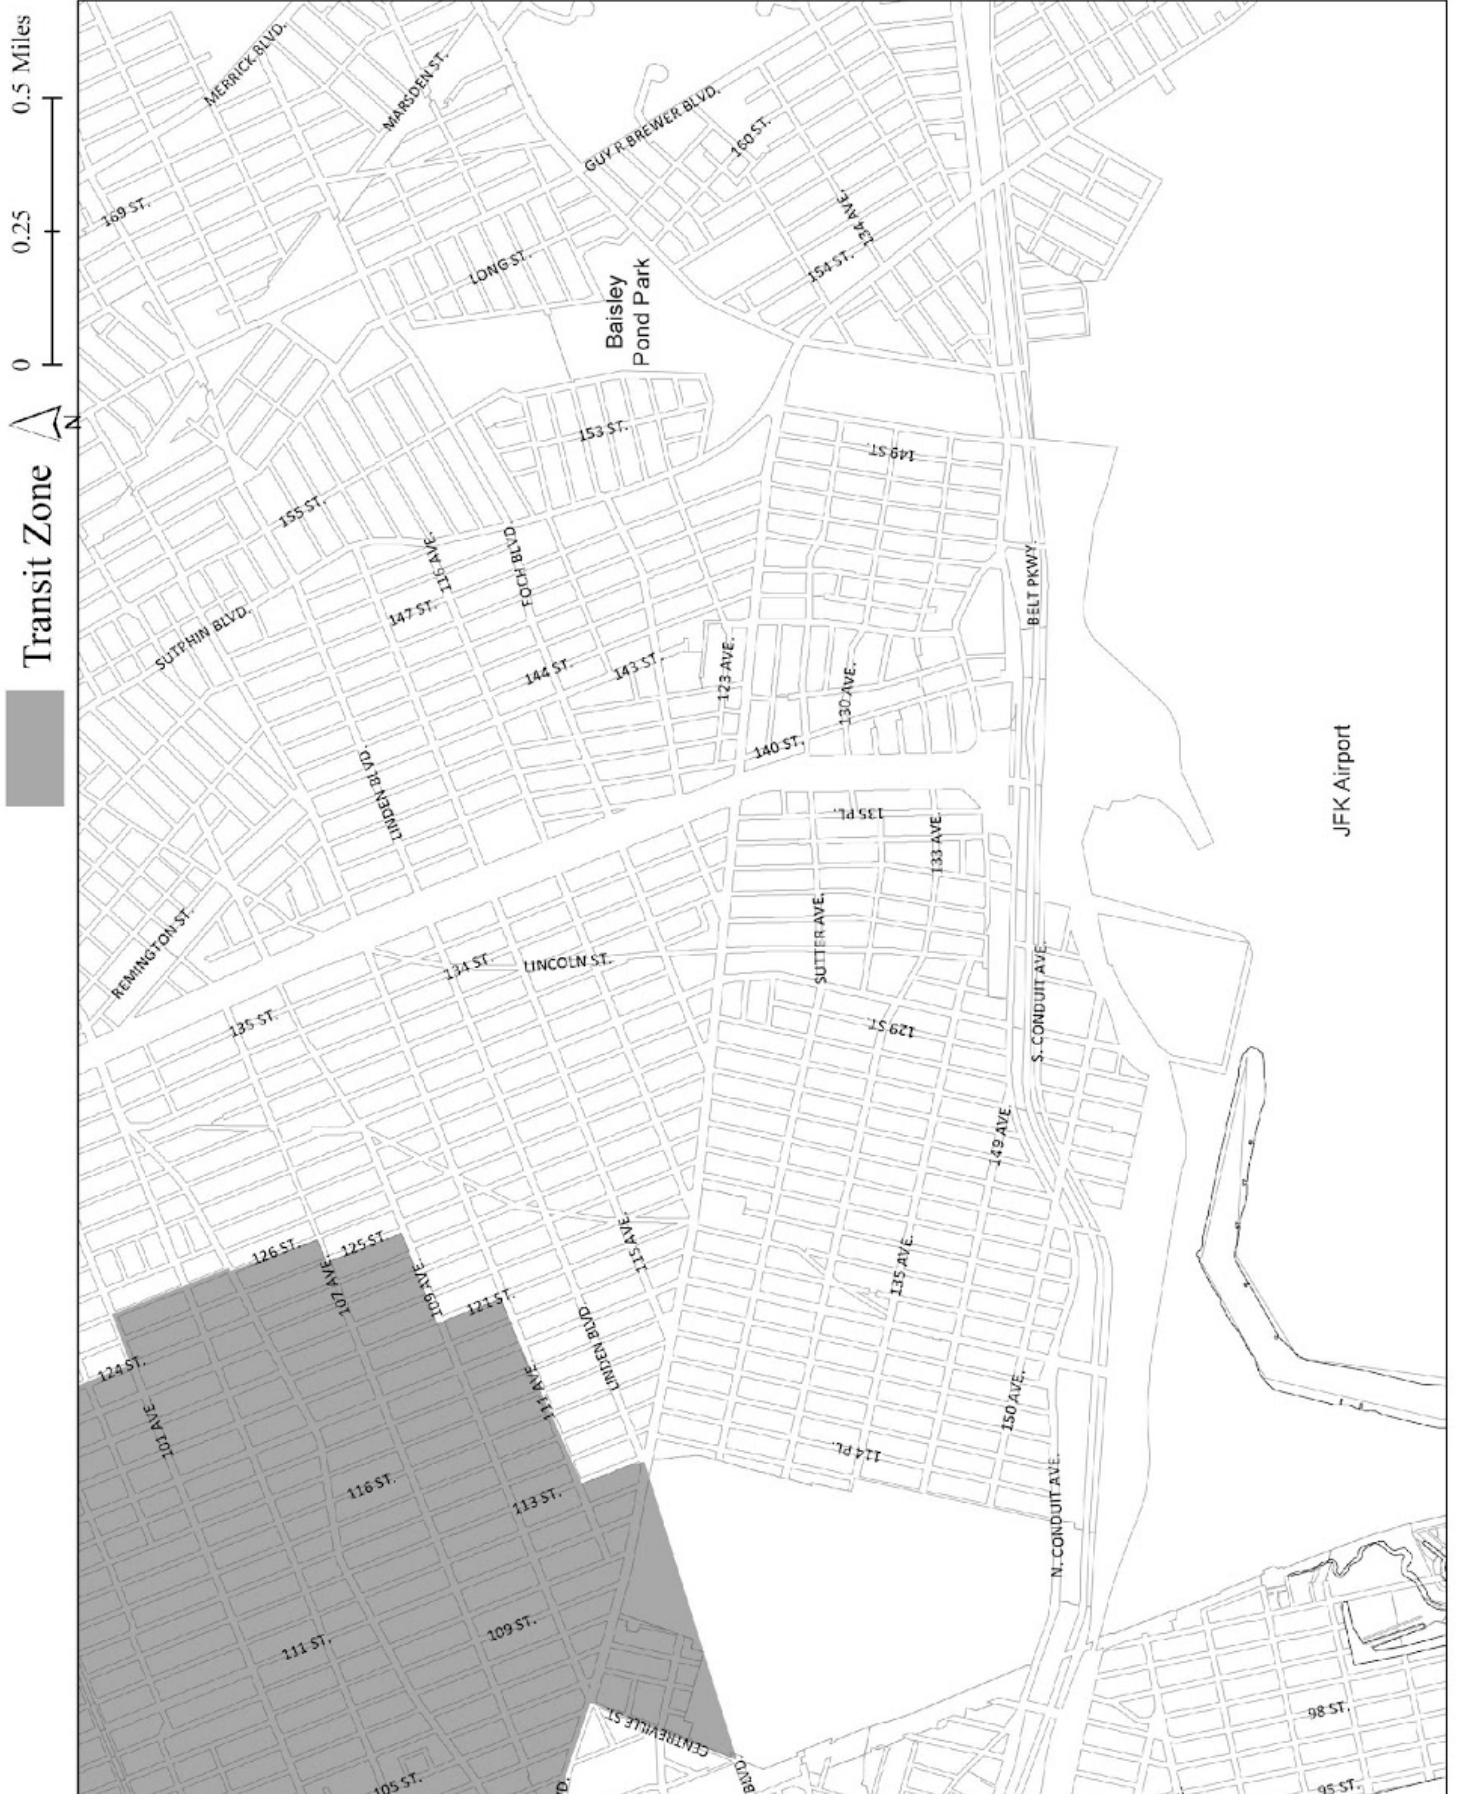 Transit Zone
N
0
0.25
0.5 Miles
MERRICK BLVD.
MARSDEN ST.
GUY R BREWER BLVD.
160 ST.
169 ST.
134 AVE.
154 ST.
LONG ST.
Baisley
Pond Park
153 ST.
149 ST.
155 ST.
116 AVE.
FOCH BLVD
BELT PKWY.
147 ST.
SUTPHIN BLVD.
144 ST.
143 ST.
123 AVE.
130 AVE.
140 ST.
LINDEN BLVD.
135 PL.
133 AVE.
JFK Airport
REMINGTON ST.
SUTTER AVE.
134 ST.
LINCOLN ST.
S. CONDUIT AVE.
135 ST.
129 ST.
149 AVE.
126 ST.
125 ST.
115 AVE.
107 AVE.
109 AVE.
135 AVE.
121 ST.
LINDEN BLVD.
124 ST.
111 AVE.
101 AVE.
150 AVE.
114 PL.
116 ST.
113 ST.
N. CONDUIT AVE.
109 ST.
111 ST.
CENTREVILLE ST
98 ST.
105 ST.
VD.
BLVD.
95 ST.